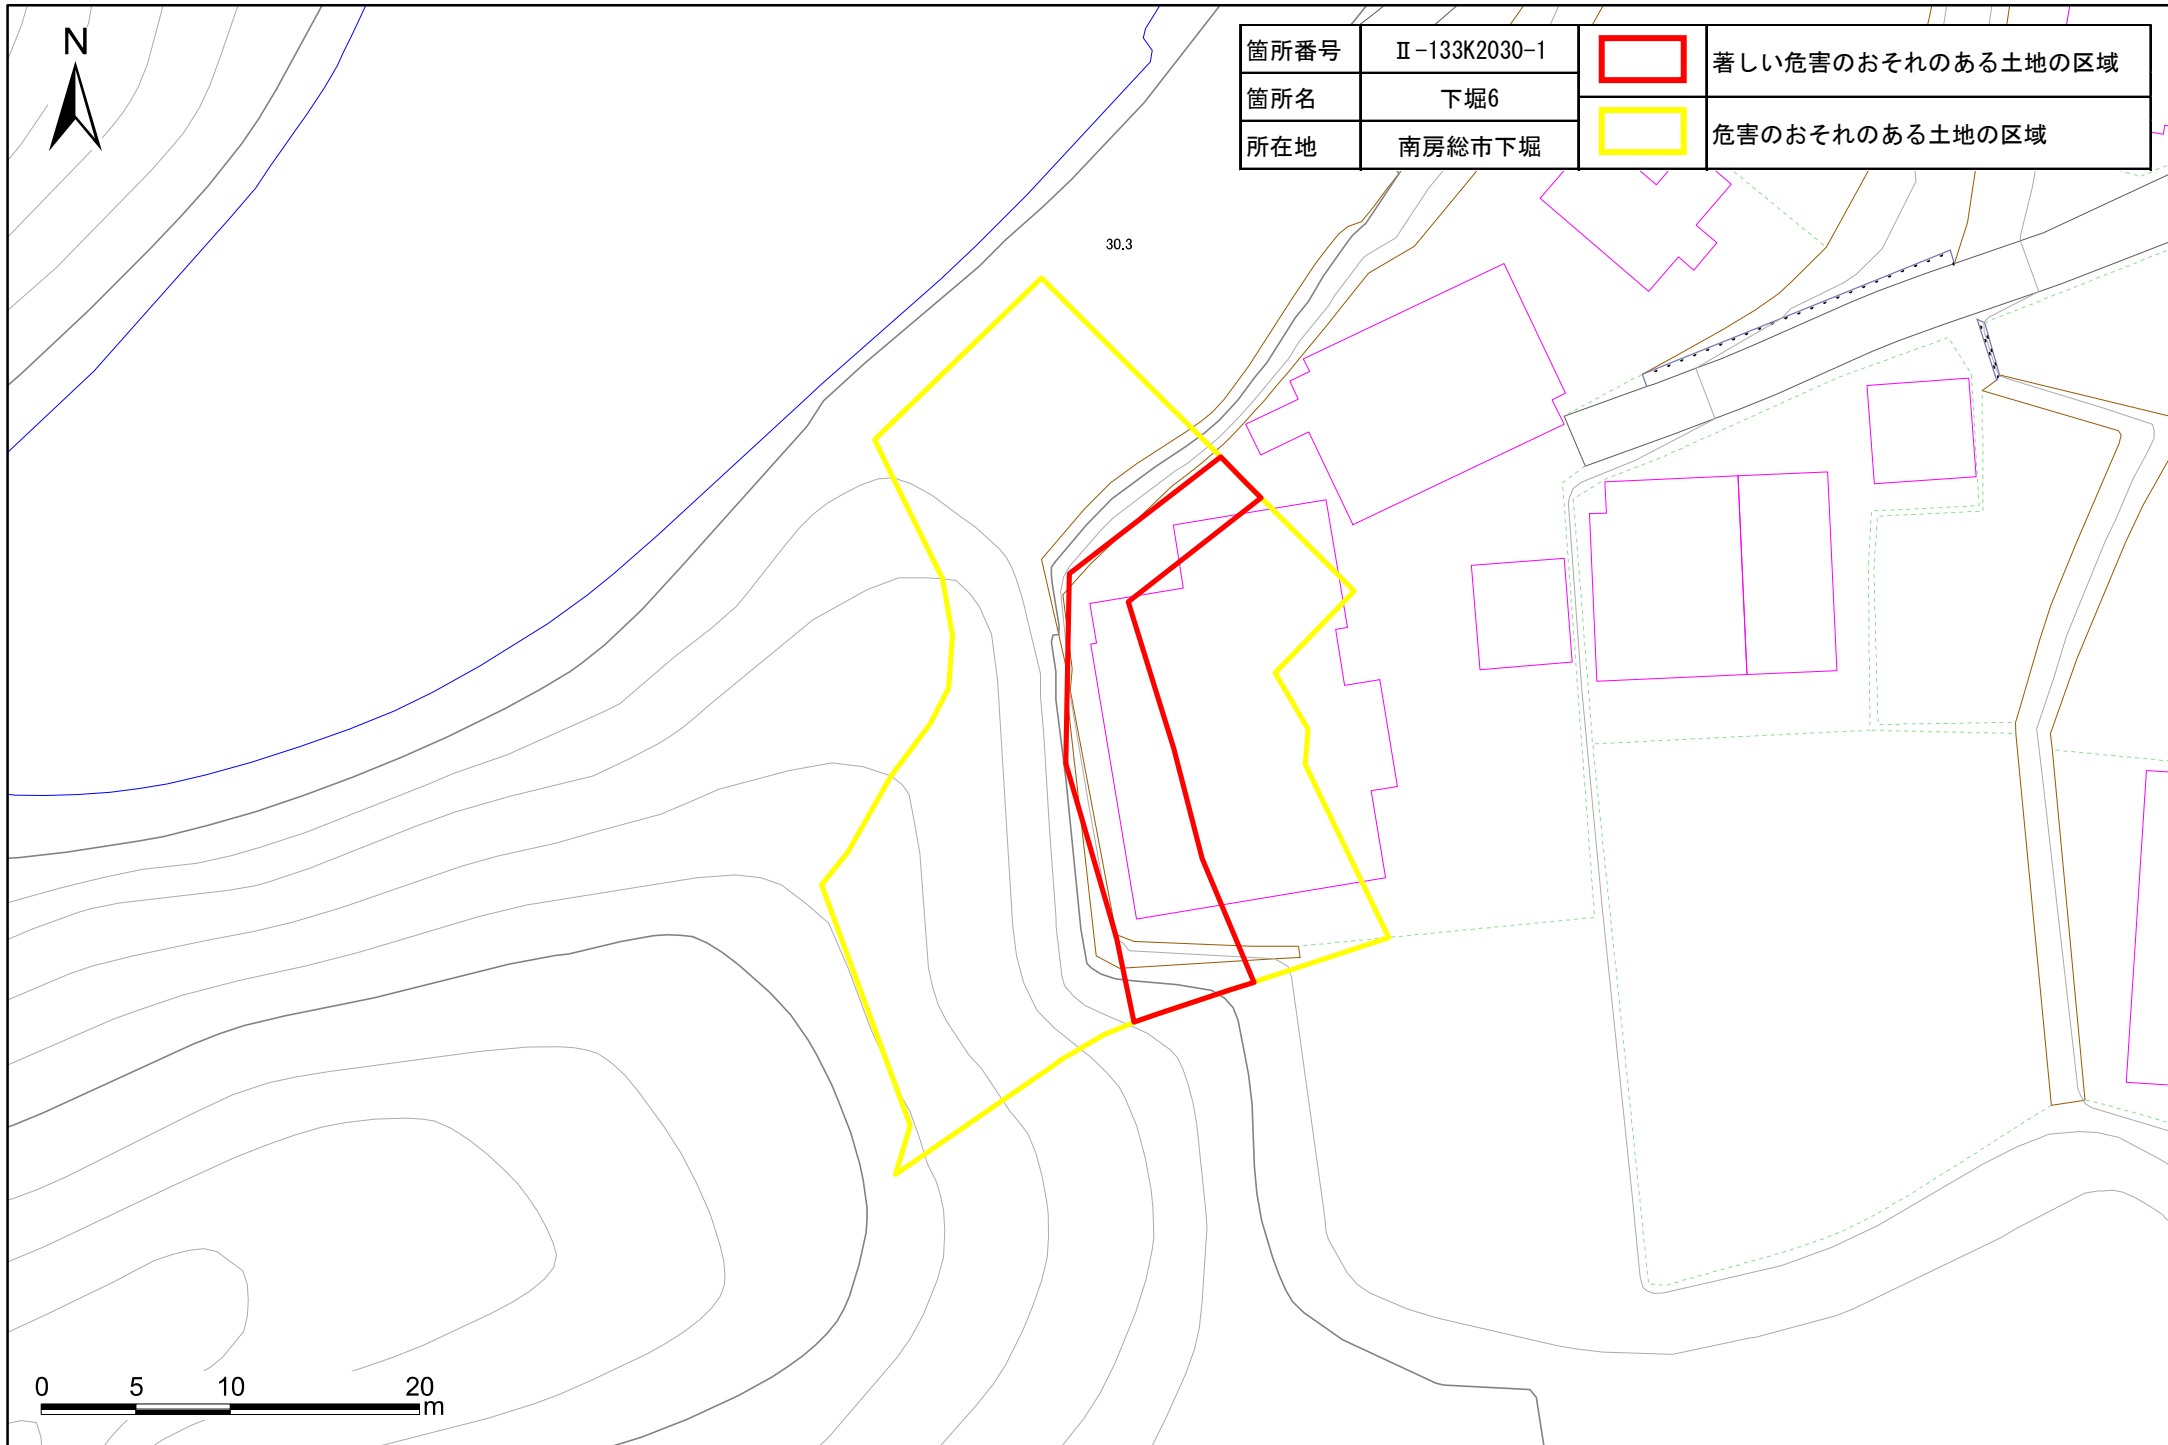 N
箇所番号 Ⅱ-133K2030-1
著しい危害のおそれのある土地の区域
箇所名 下堀6
危害のおそれのある土地の区域
所在地 南房総市下堀
30.3
0 5 10 20
m